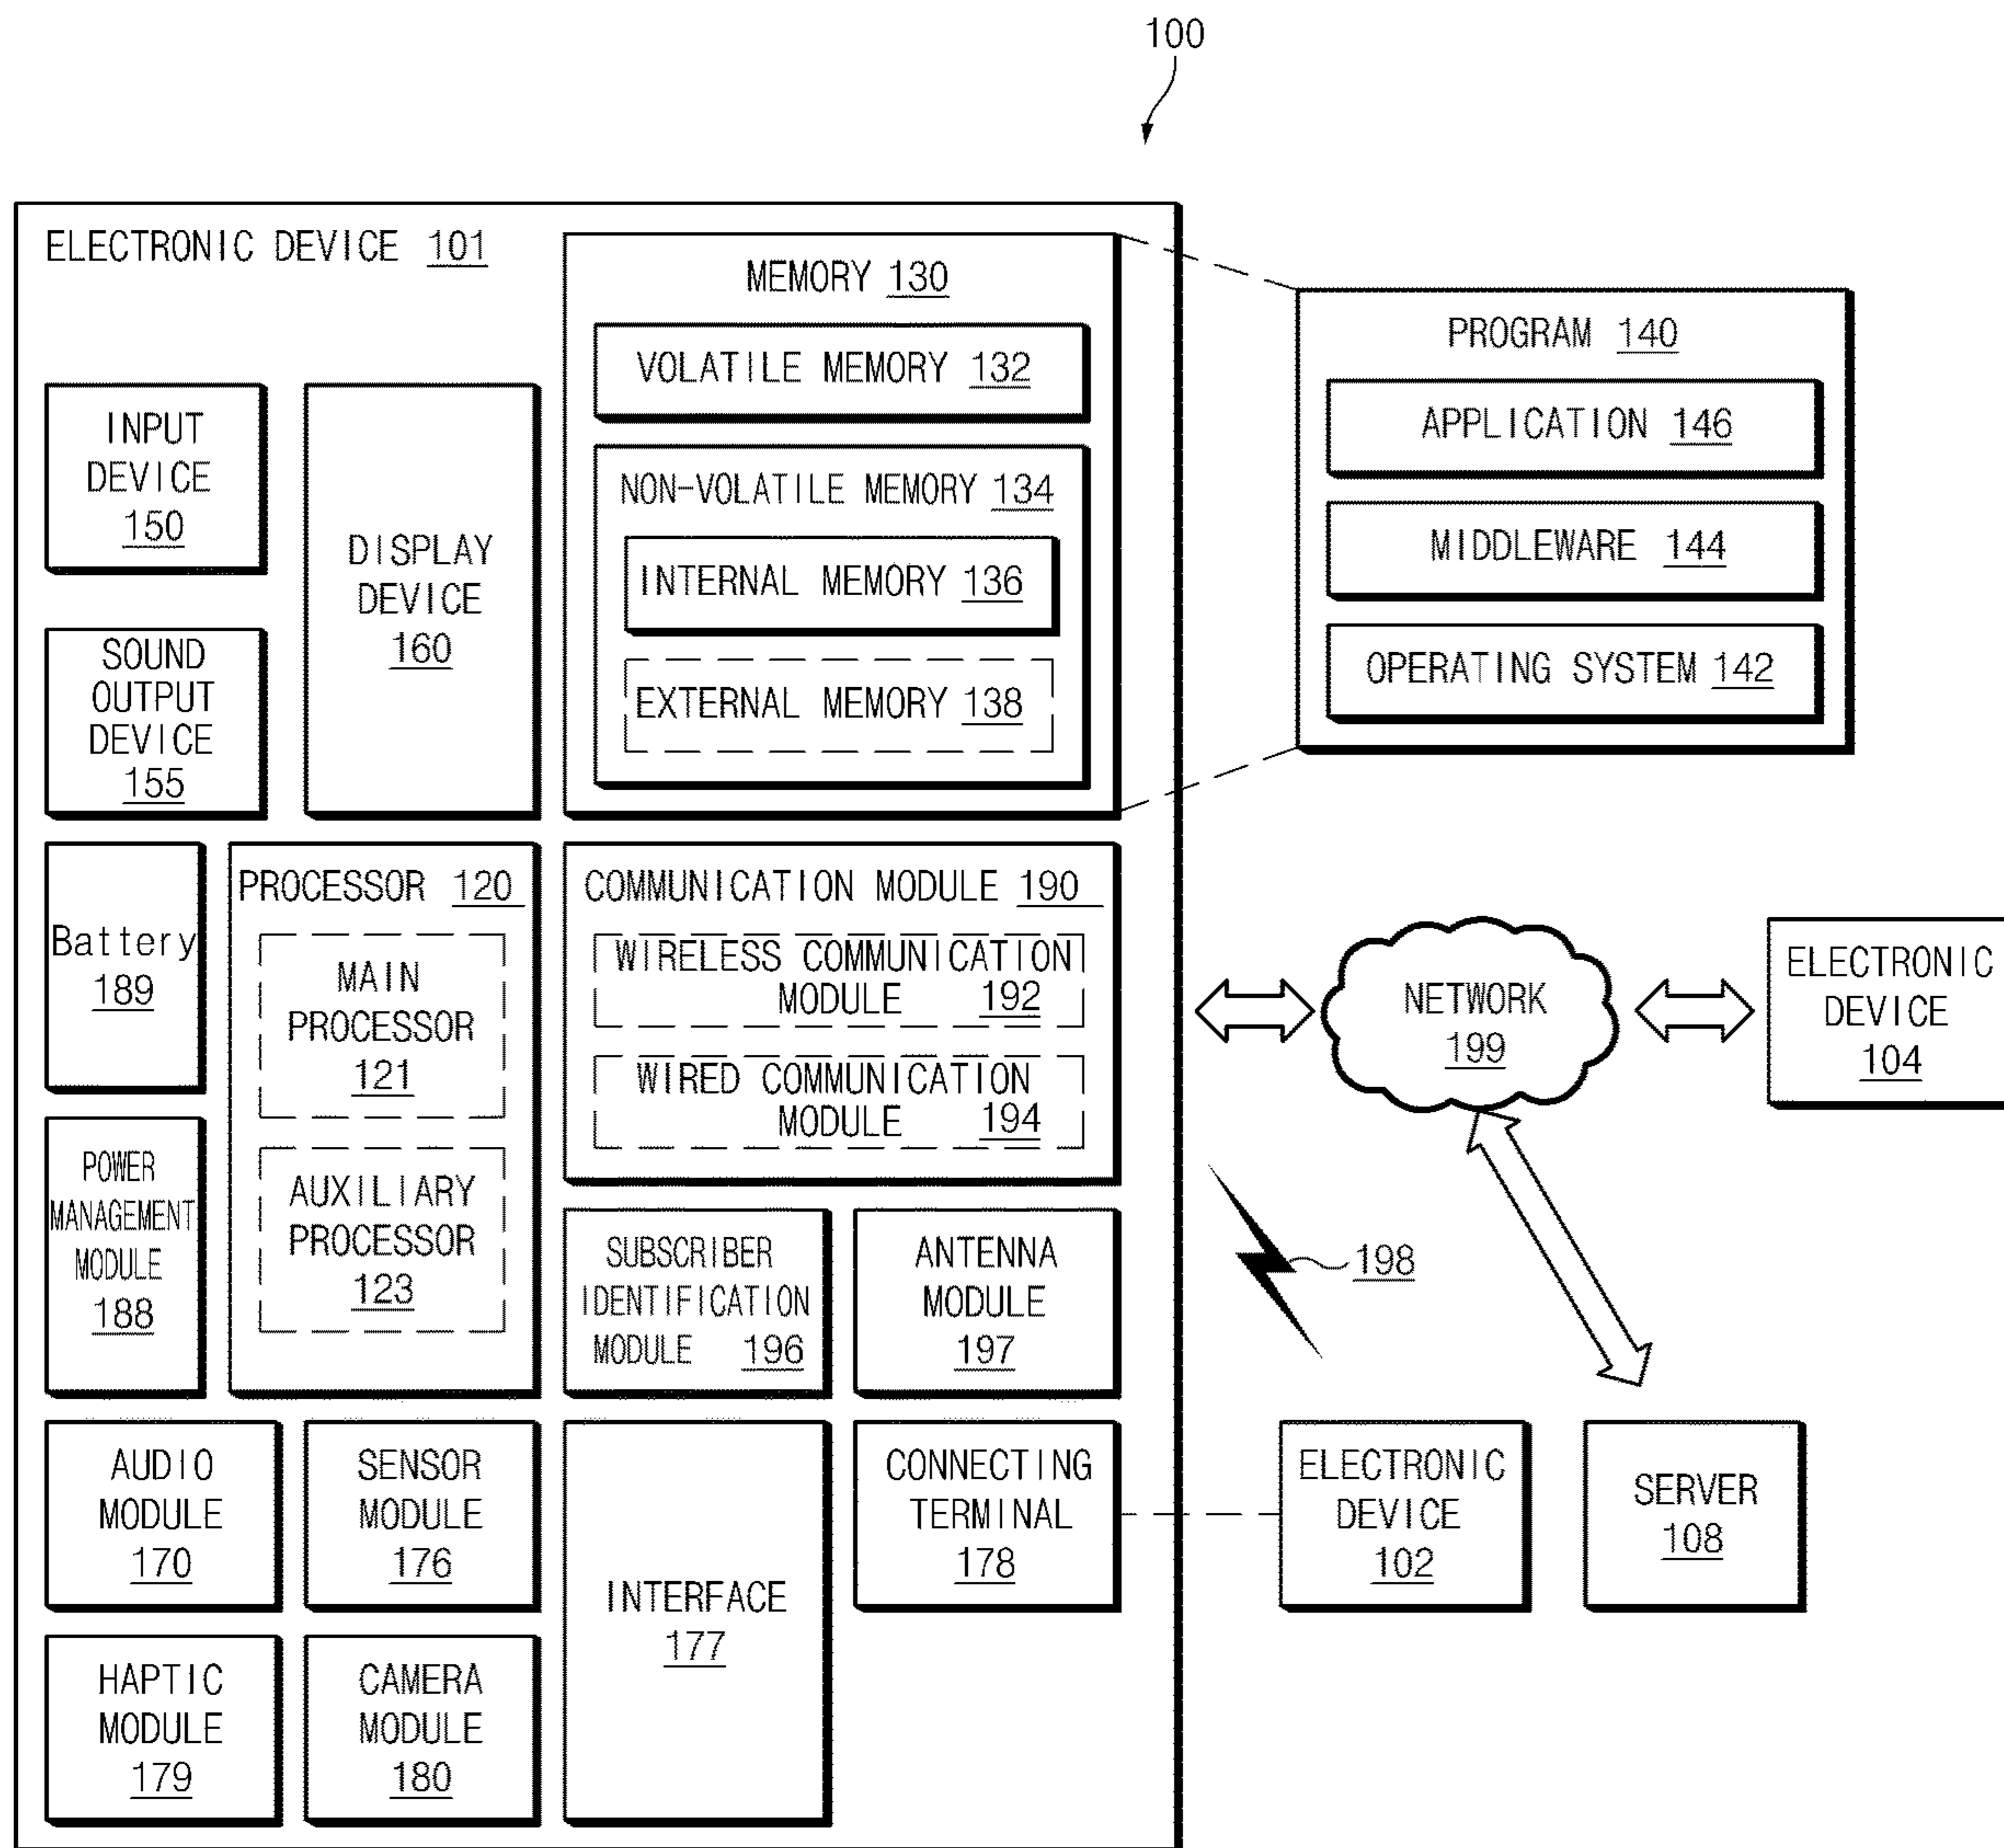 100
ELECTRONIC DEVICE 101
MEMORY 130
VOLATILE MEMORY 132
NON-VOLATILE MEMORY 134
INTERNAL MEMORY 136
EXTERNAL MEMORY 138
INPUT
DEVICE
150
DISPLAY
DEVICE
160
SOUND
OUTPUT
DEVICE
155
PROGRAM 140
APPLICATION 146
MIDDLEWARE 144
OPERATING SYSTEM 142
Battery
189
PROCESSOR 120
MAIN
PROCESSOR
121
AUXILIARY
PROCESSOR
123
COMMUNICATION MODULE 190
WIRELESS COMMUNICATION
MODULE 192
WIRED COMMUNICATION
MODULE 194
NETWORK
199
ELECTRONIC
DEVICE
104
POWER
MANAGEMENT
MODULE
188
SUBSCRIBER
IDENTIFICATION
MODULE 196
ANTENNA
MODULE
197
198
AUDIO
MODULE
170
SENSOR
MODULE
176
INTERFACE
177
CONNECTING
TERMINAL
178
ELECTRONIC
DEVICE
102
SERVER
108
HAPTIC
MODULE
179
CAMERA
MODULE
180